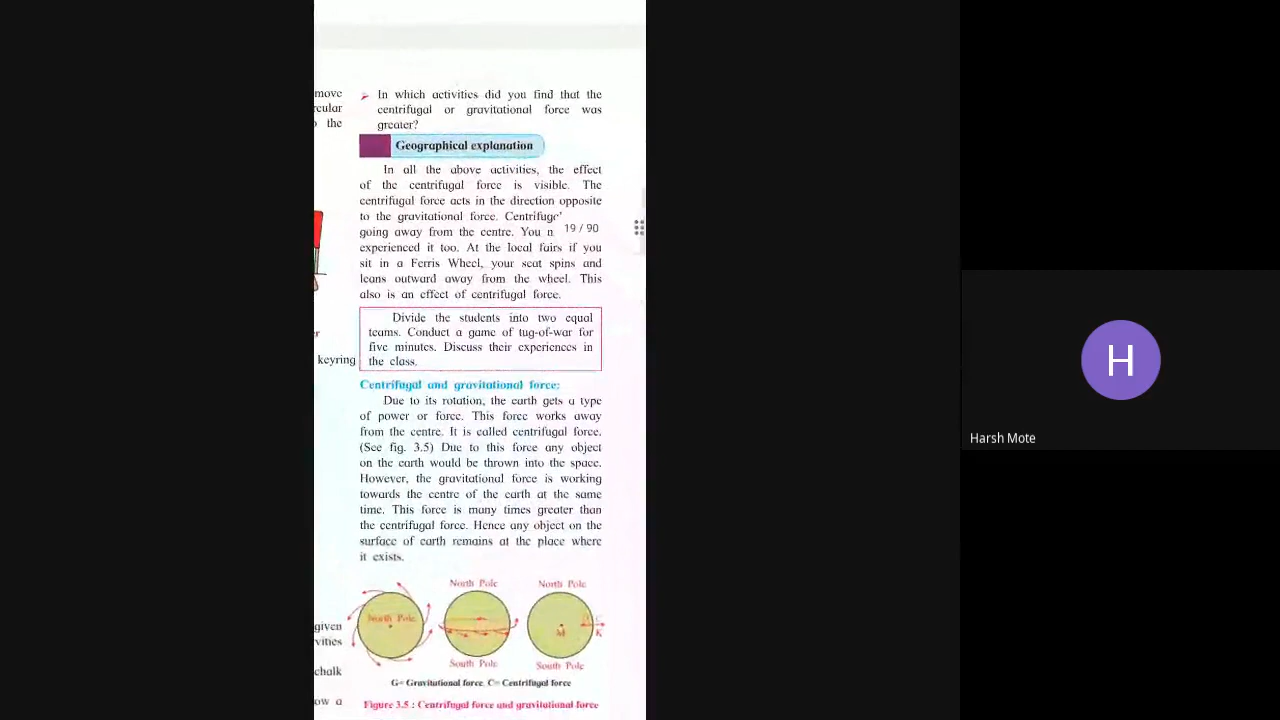 move
rcular
o the
er
keyring
given
vities
chalk
ow a
➢ In which activities did you find that the
centrifugal or gravitational force was
greater?
Geographical explanation
In all the above activities, the effect
of the centrifugal force is visible. The
centrifugal force acts in the direction opposite
to the gravitational force. Centrifuge'
going away from the centre. You n
19 / 90
experienced it too. At the local fairs if you
sit in a Ferris Wheel, your seat spins and
leans outward away from the wheel. This
also is an effect of centrifugal force.
Divide the students into two equal
teams. Conduct a game of tug-of-war for
five minutes. Discuss their experiences in
the class.
Centrifugal and gravitational force:
Due to its rotation, the earth gets a type
of power or force. This force works away
from the centre. It is called centrifugal force.
(See fig. 3.5) Due to this force any object
on the earth would be thrown into the space.
However, the gravitational force is working
towards the centre of the earth at the same
time. This force is many times greater than
the centrifugal force. Hence any object on the
surface of earth remains at the place where
it exists.
North Pole
North Pole
North Pole
M
C
K
South Pole
South Pole
G= Gravitational force. C= Centrifugal force
Figure 3.5 : Centrifugal force and gravitational force
H
Harsh Mote